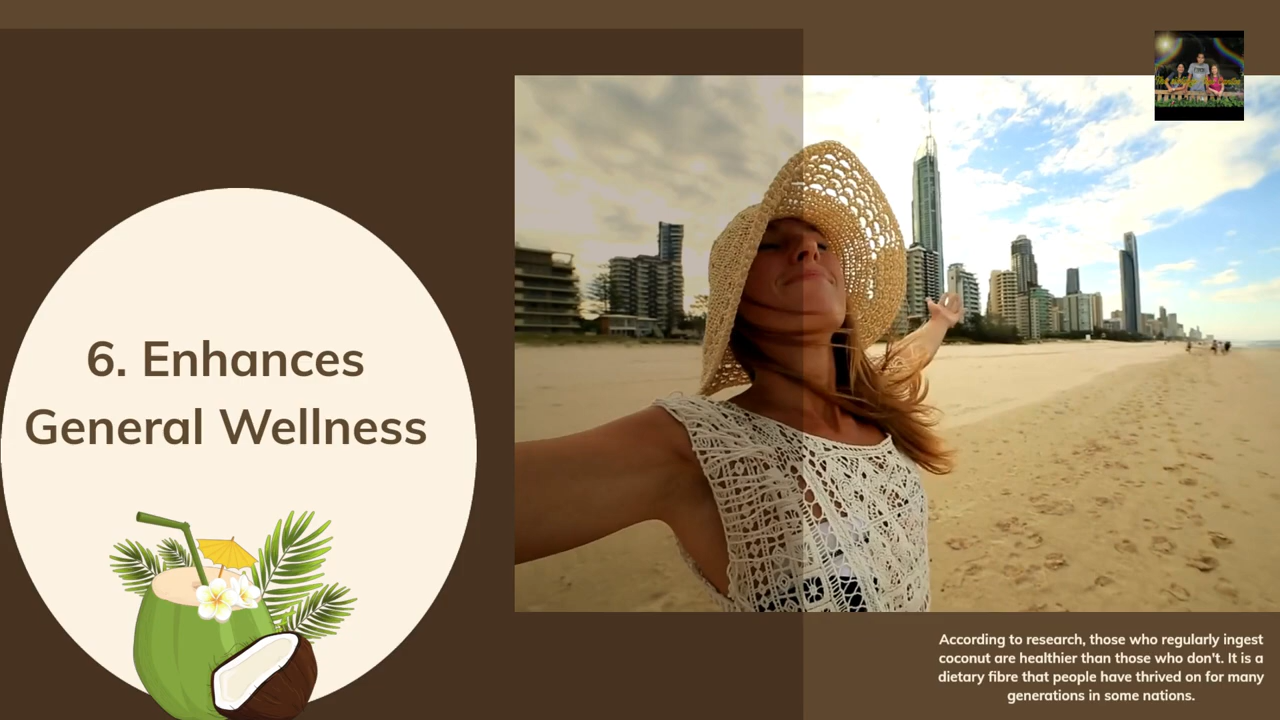 6. Enhances
General Wellness
According to research, those who regularly ingest
coconut are healthier than those who don't. It is a
dietary fibre that people have thrived on for many
generations in some nations.